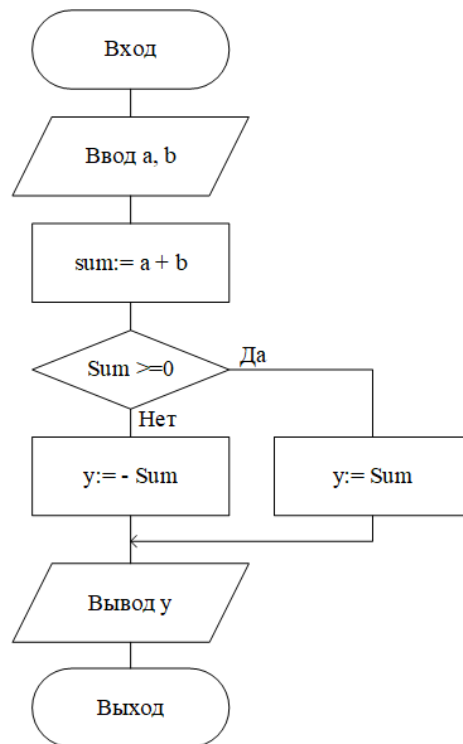 Вход
Ввод a, b
sum:= a + b
Sum >=0
Да
Нет
y:= - Sum
y:= Sum
Вывод y
Выход